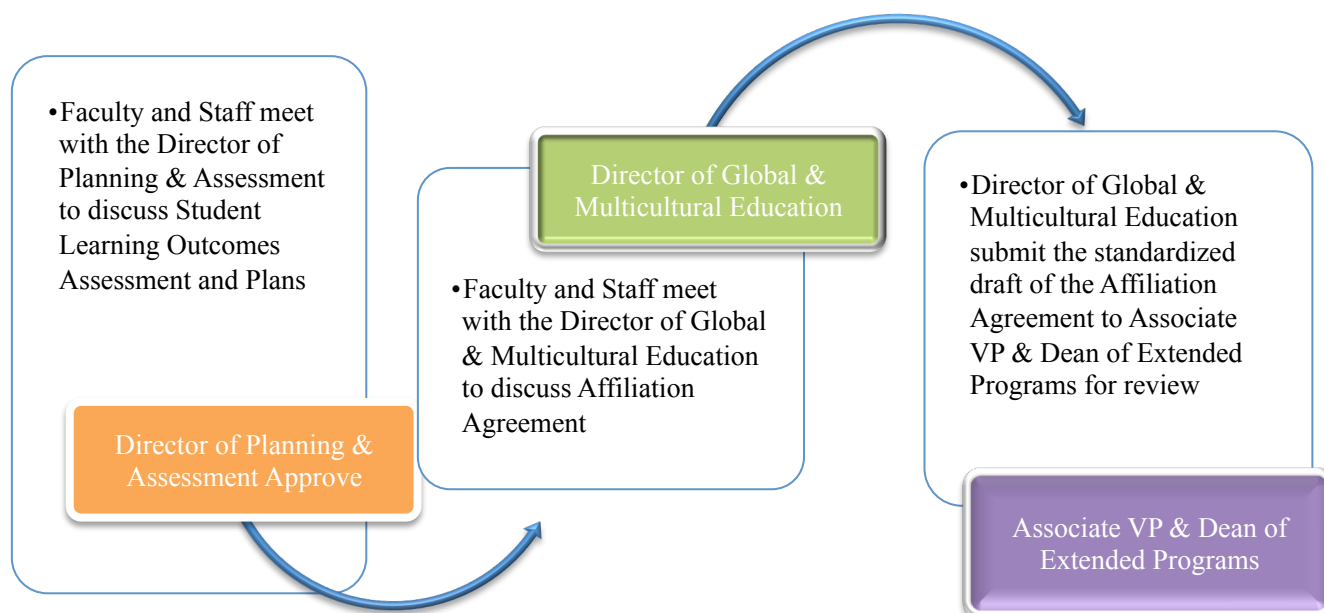 •Faculty and Staff meet
with the Director of
Planning & Assessment
to discuss Student
Learning Outcomes
Assessment and Plans
Director of Planning &
Assessment Approve
Director of Global &
Multicultural Education
•Faculty and Staff meet
with the Director of Global
& Multicultural Education
to discuss Affiliation
Agreement
•Director of Global &
Multicultural Education
submit the standardized
draft of the Affiliation
Agreement to Associate
VP & Dean of Extended
Programs for review
Associate VP & Dean of
Extended Programs